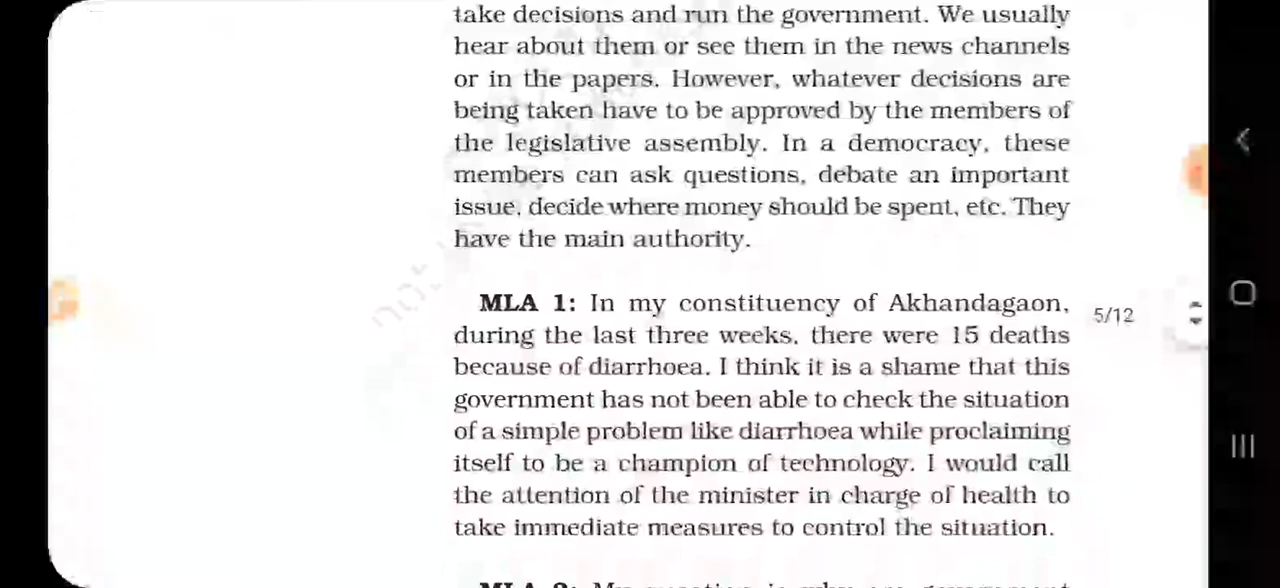 take decisions and run the government. We usually
hear about them or see them in the news channels
or in the papers. However, whatever decisions are
being taken have to be approved by the members of
the legislative assembly. In a democracy, these
members can ask questions, debate an important
issue, decide where money should be spent, etc. They
have the main authority.
MLA 1: In my constituency of Akhandagaon,
during the last three weeks, there were 15 deaths
because of diarrhoea. I think it is a shame that this
government has not been able to check the situation
of a simple problem like diarrhoea while proclaiming
itself to be a champion of technology. I would call
the attention of the minister in charge of health to
take immediate measures to control the situation.
5/12